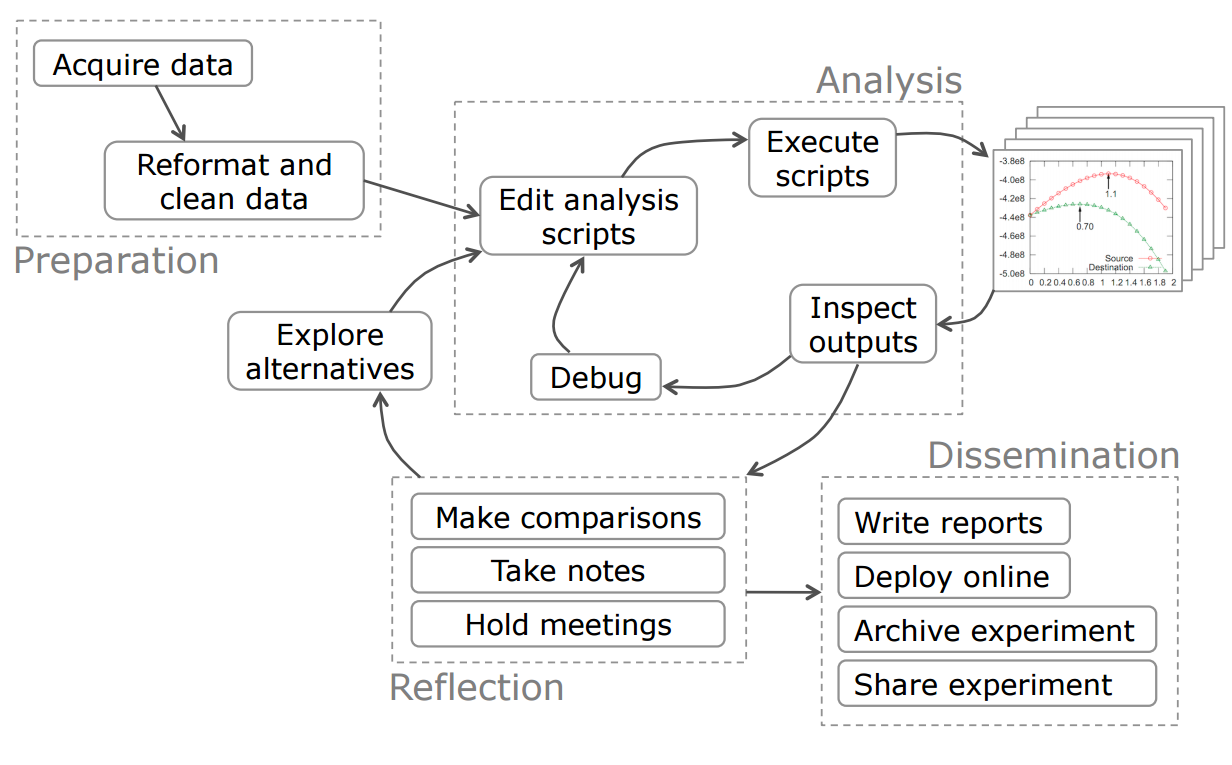 Acquire data
Reformat and
clean data
Preparation
Analysis
Edit analysis
scripts
Execute
scripts
-3.8e8
-4.0e8
-4.2e8
-4.4e8
-4.6e8
-4.8e8
-5.0e8
1.1
0.70
Source
Destination
0 0.2 0.4 0.6 0.8 1 1.2 1.4 1.6 1.8 2
Inspect
outputs
Debug
Explore
alternatives
Make comparisons
Take notes
Hold meetings
Reflection
Dissemination
Write reports
Deploy online
Archive experiment
Share experiment